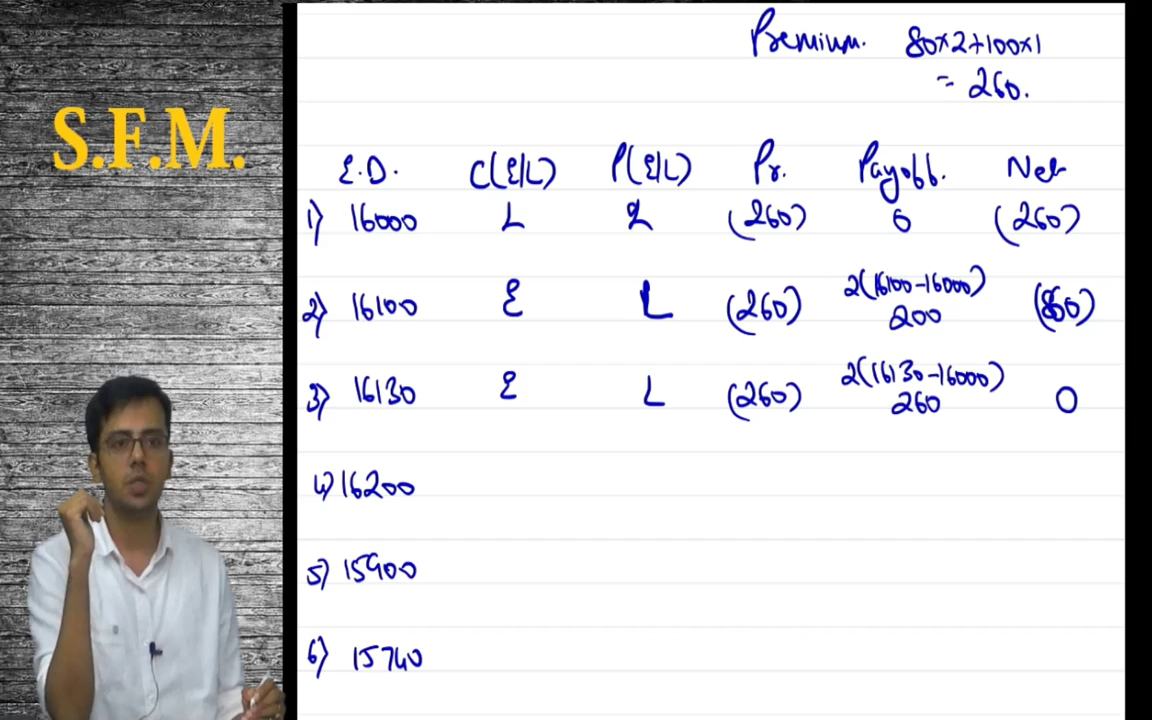 Premium. 80×2+100×1
= 260.
S.F.M.
E.D. C(E/L) P(E/L) Pr. Payoff. Net
1) 16000 L L (260) 0 (260)
2) 16100 E L (260) 2(16100-16000) 200 (60)
3) 16130 E L (260) 2(16130-16000) 260 0
4) 16200
5) 15900
6) 15740